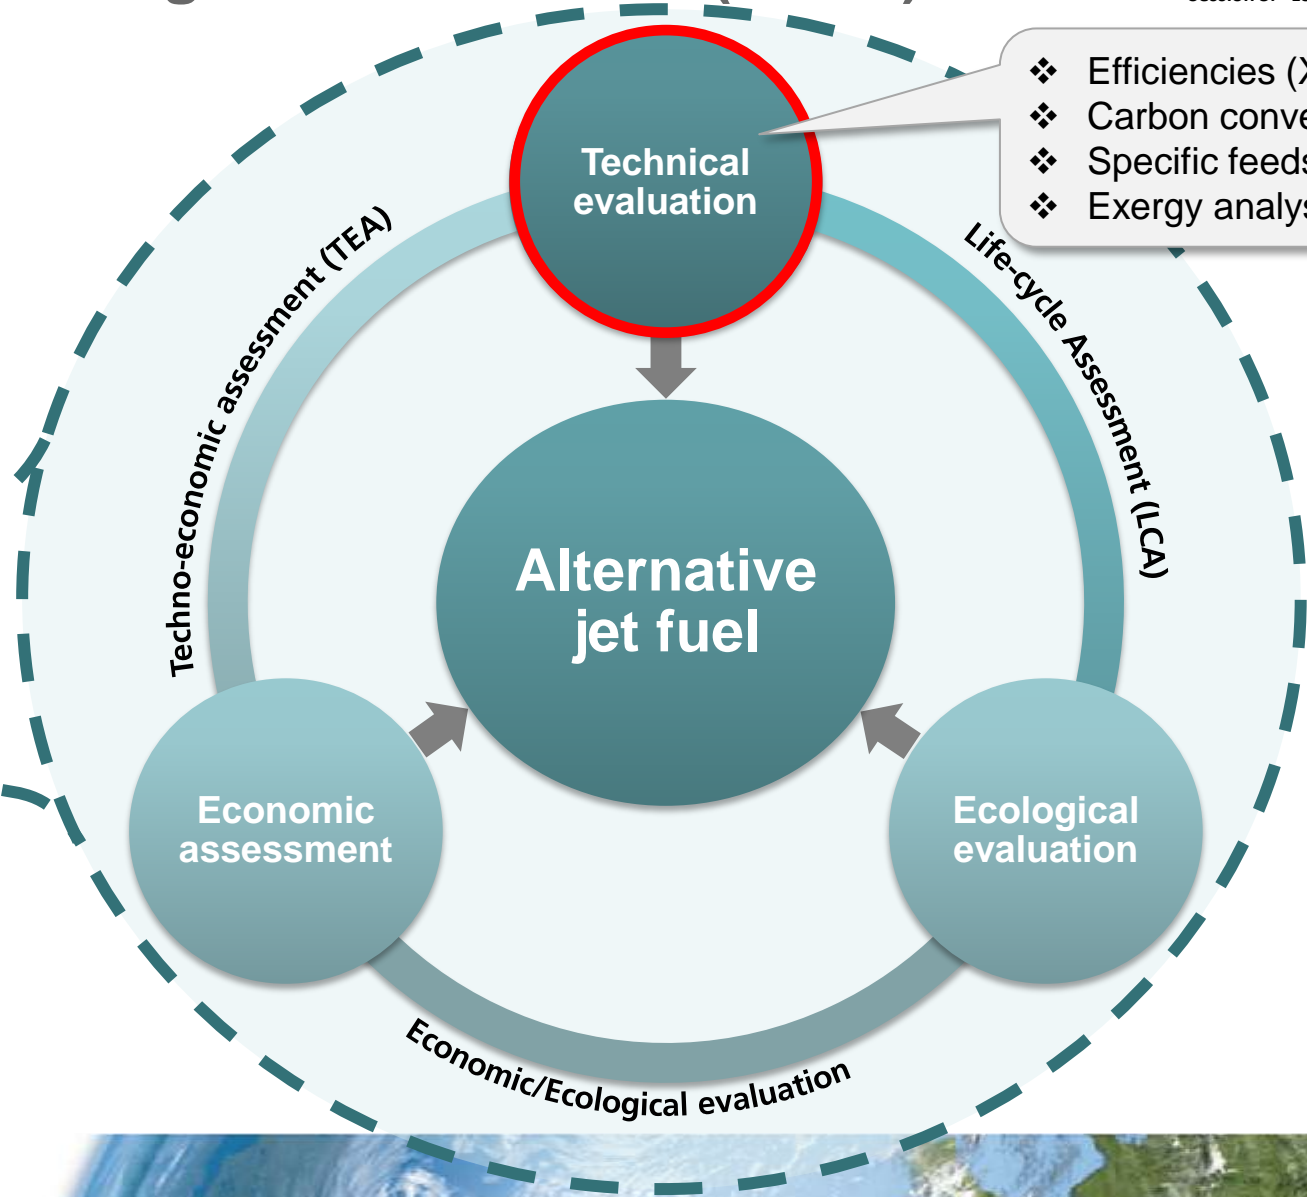 ❖ Efficiencies (X
❖ Carbon conve
❖ Specific feeds
❖ Exergy analys
Technical
evaluation
Techno-economic assessment (TEA)
Life-cycle Assessment (LCA)
Alternative
jet fuel
Economic
assessment
Ecological
evaluation
Economic/Ecological evaluation